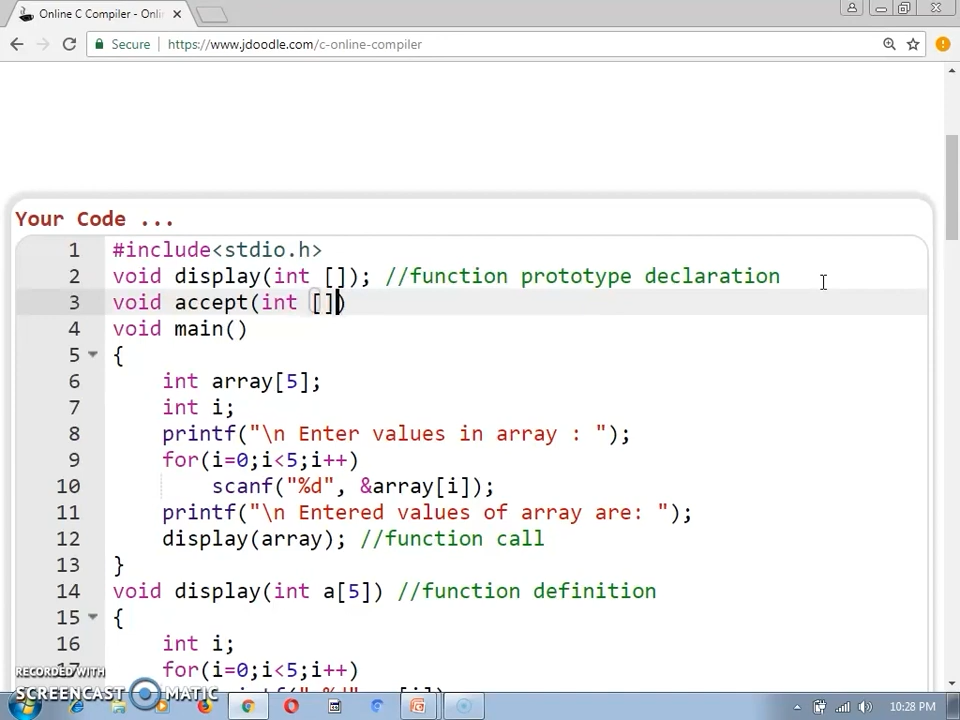 Online C Compiler - Onli
Secure | https://www.jdoodle.com/c-online-compiler
Your Code ...
1 #include<stdio.h>
2 void display(int []); //function prototype declaration
3 void accept(int [])
4 void main()
5 {
6 int array[5];
7 int i;
8 printf("\n Enter values in array : ");
9 for(i=0;i<5;i++)
10 scanf("%d", &array[i]);
11 printf("\n Entered values of array are: ");
12 display(array); //function call
13 }
14 void display(int a[5]) //function definition
15 {
16 int i;
17 for(i=0;i<5;i++)
RECORDED WITH
SCREENCAST MATIC
10:28 PM